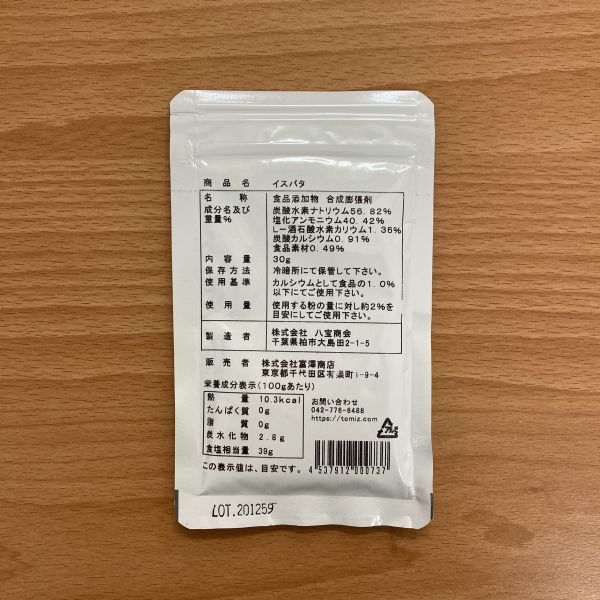 商品名 イスパタ
名称 食品添加物 合成膨張剤
成分名及び 炭酸水素ナトリウム56.82%
重量% 塩化アンモニウム40.42%
L-酒石酸水素カリウム1.36%
炭酸カルシウム0.91%
食品素材0.49%
内容量 30g
保存方法 冷暗所にて保管して下さい。
使用基準 カルシウムとして食品の1.0%
以下にてご使用下さい。
使用量 使用する粉の量に対し約2%を
目安にしてご使用下さい。
製造者 株式会社 八宝商会
千葉県柏市大島田2-1-5
販売者 株式会社富澤商店
東京都千代田区有楽町1-9-4
栄養成分表示(100gあたり)
熱量 10.3kcal
たんぱく質 0g
脂質 0g
炭水化物 2.8g
食塩相当量 39g
この表示値は、目安です。
お問い合わせ
042-776-6488
https://tomiz.com/
アルミ
4 537912 000737
LOT.201259